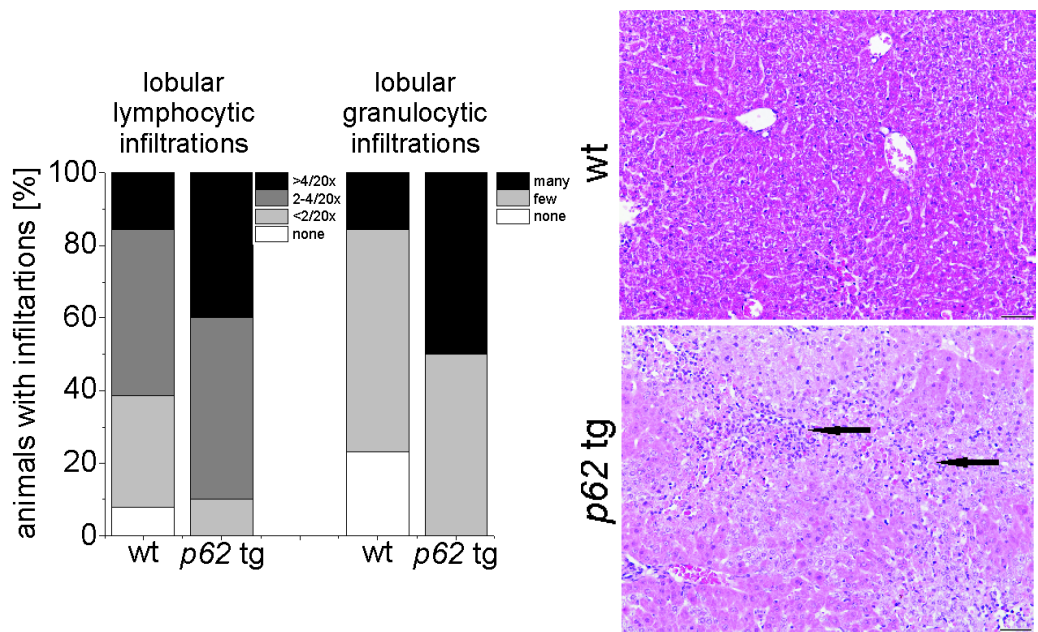 lobular
lymphocytic
infiltrations
lobular
granulocytic
infiltrations
animals with infiltartions [%]
100
80
60
40
20
0
>4/20x
2-4/20x
<2/20x
none
many
few
none
wt
p62 tg
wt
p62 tg
wt
p62 tg